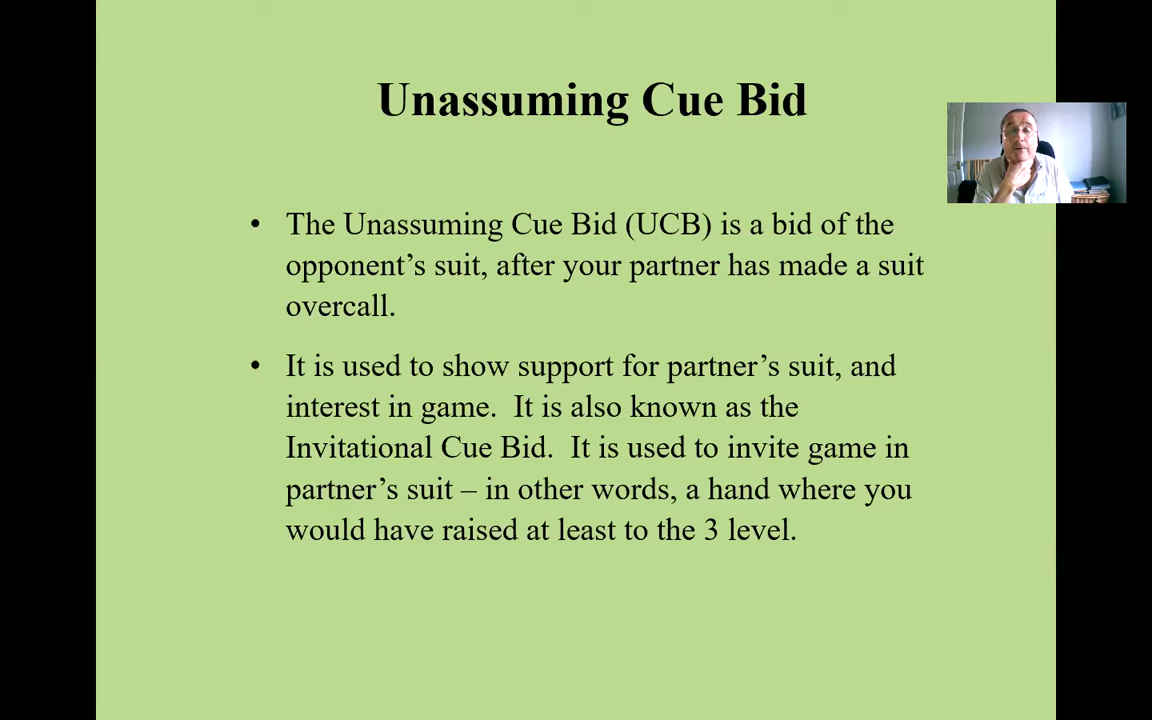 Unassuming Cue Bid
• The Unassuming Cue Bid (UCB) is a bid of the
opponent’s suit, after your partner has made a suit
overcall.
• It is used to show support for partner’s suit, and
interest in game.  It is also known as the
Invitational Cue Bid.  It is used to invite game in
partner’s suit – in other words, a hand where you
would have raised at least to the 3 level.